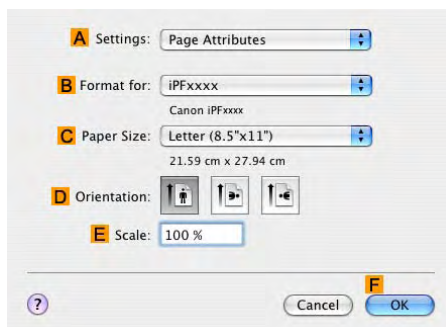 A Settings: Page Attributes
B Format for: iPFxxxx
Canon iPFxxxx
C Paper Size: Letter (8.5"x11")
21.59 cm x 27.94 cm
D Orientation:
E Scale: 100 %
F
? Cancel OK